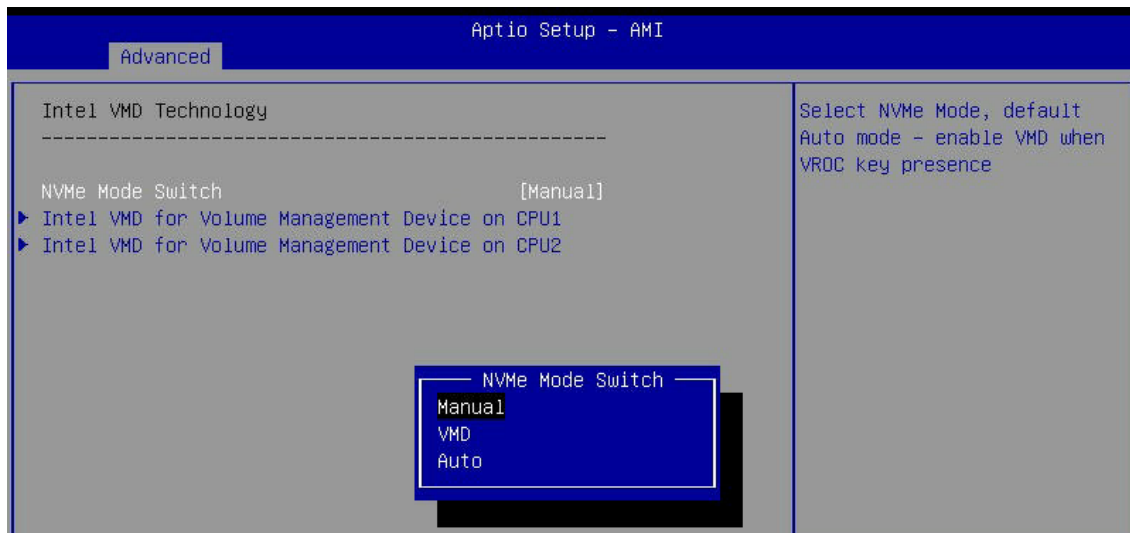 Aptio Setup – AMI
Advanced
Intel VMD Technology
--------------------------------------------------
NVMe Mode Switch [Manual]
Intel VMD for Volume Management Device on CPU1
Intel VMD for Volume Management Device on CPU2
Select NVMe Mode, default
Auto mode – enable VMD when
VROC key presence
NVMe Mode Switch
Manual
VMD
Auto